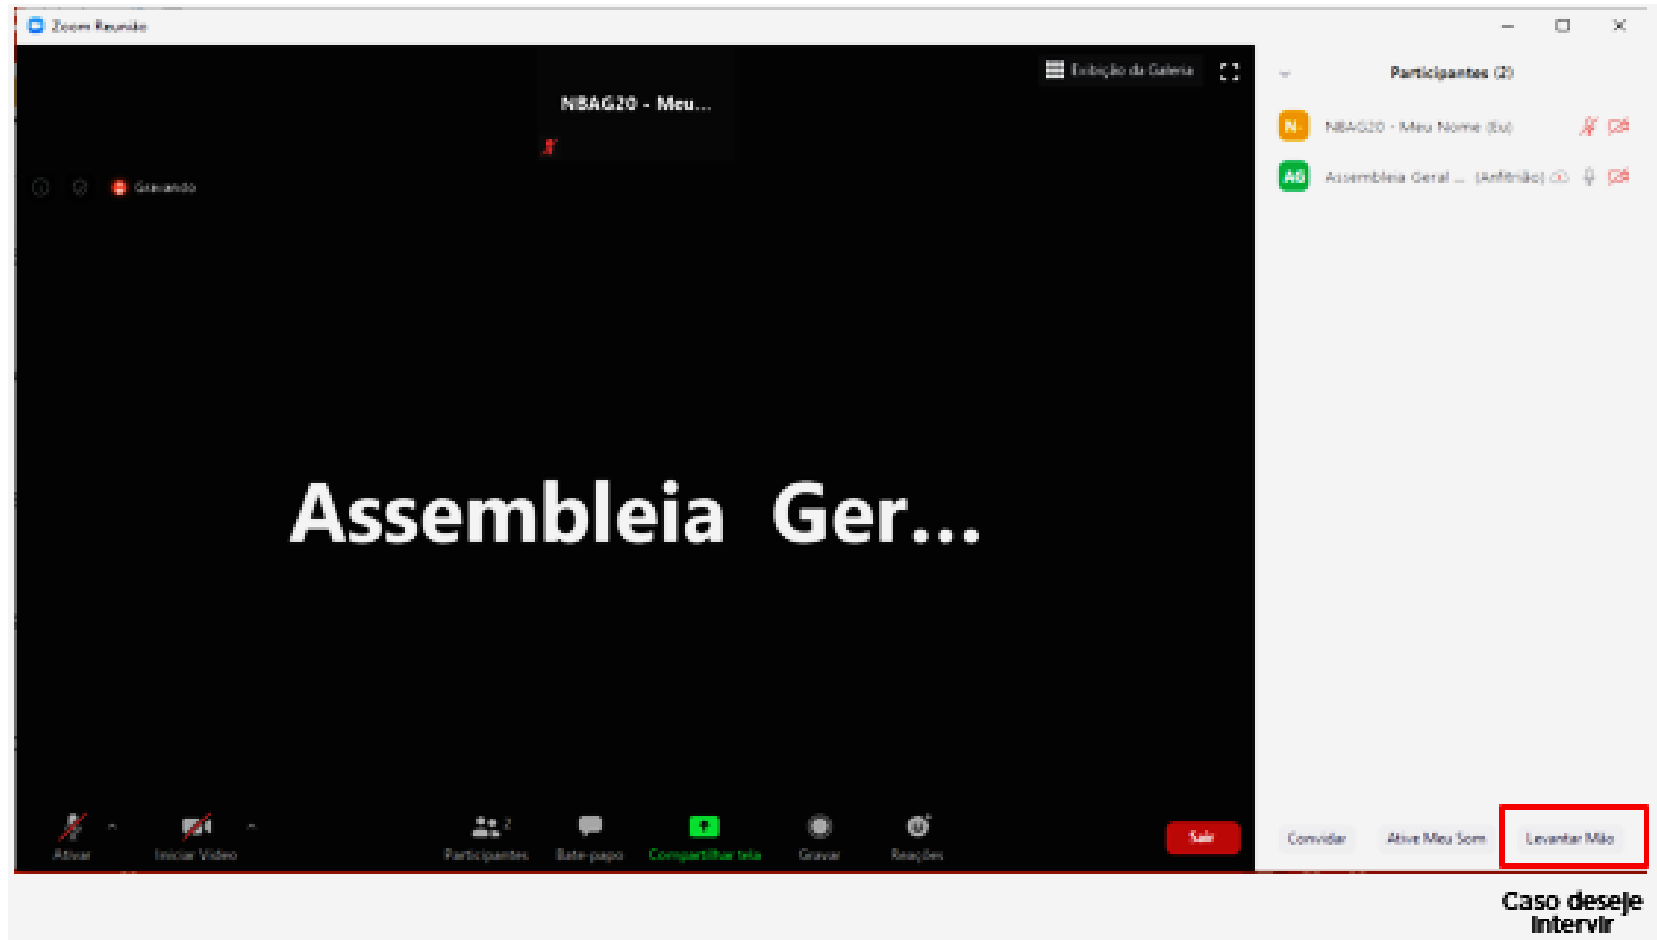 Zoom Reunião
Exibição da Galeria
NBAG20 - Meu...
Gravando
Participantes (2)
N-
NBAG20 - Meu Nome (Eu)
AG
Assembleia Geral ... (Anfitrião)
Assembleia Ger...
Ativar
Iniciar Vídeo
2
Participantes
Bate-papo
Compartilhar tela
Gravar
Reações
Sair
Convidar
Ative Meu Som
Levantar Mão
Caso deseje
intervir